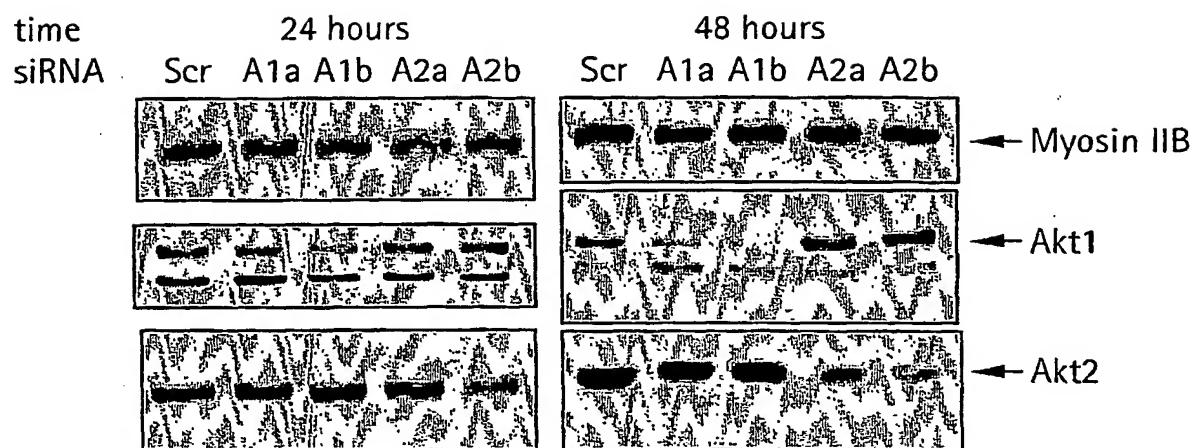 time 24 hours 48 hours
siRNA Scr A1a A1b A2a A2b Scr A1a A1b A2a A2b
Myosin IIB
Akt1
Akt2